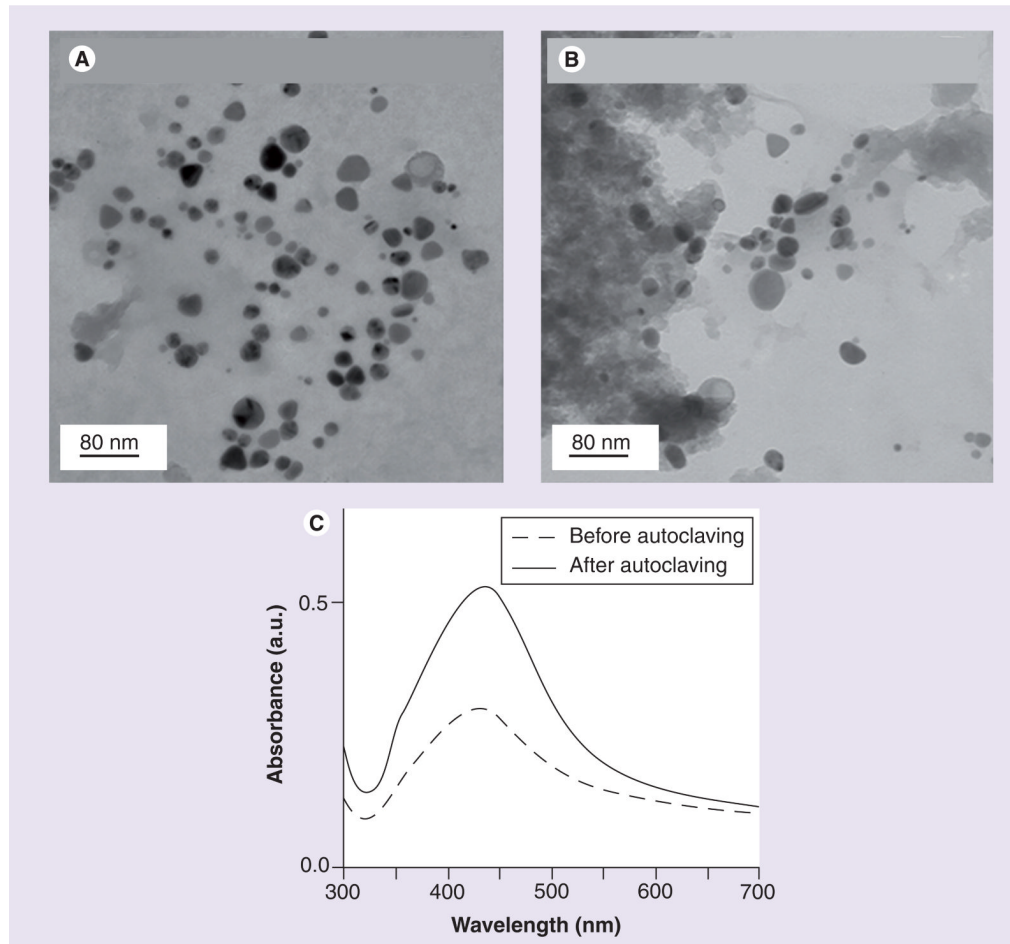 A
B
80 nm
80 nm
C
Before autoclaving
After autoclaving
0.5
0.0
Absorbance (a.u.)
300
400
500
600
700
Wavelength (nm)